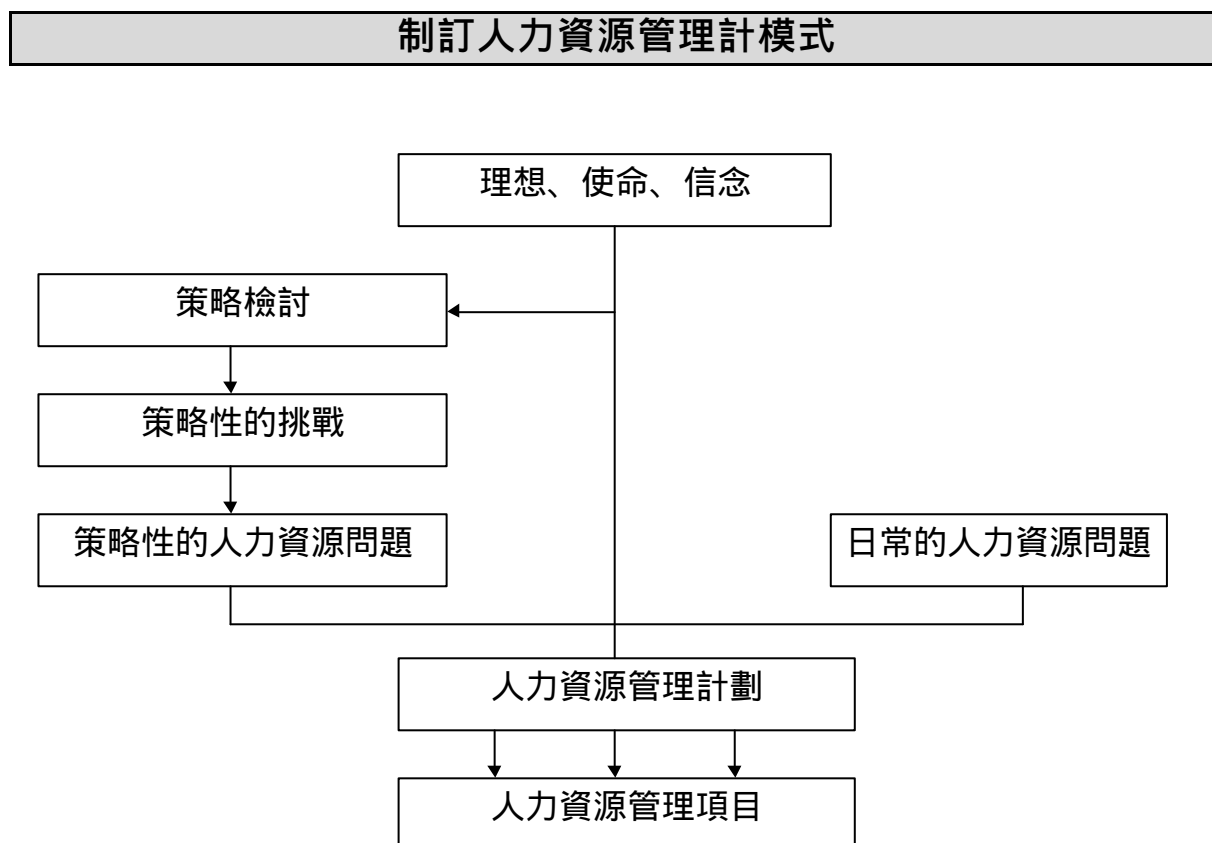 制訂人力資源管理計模式
理想、使命、信念
策略檢討
策略性的挑戰
策略性的人力資源問題
日常的人力資源問題
人力資源管理計劃
人力資源管理項目